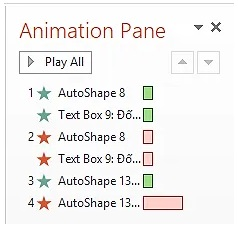 Animation Pane
Play All
1 AutoShape 8
Text Box 9: Đố...
2 AutoShape 8
Text Box 9: Đố...
3 AutoShape 13...
4 AutoShape 13...